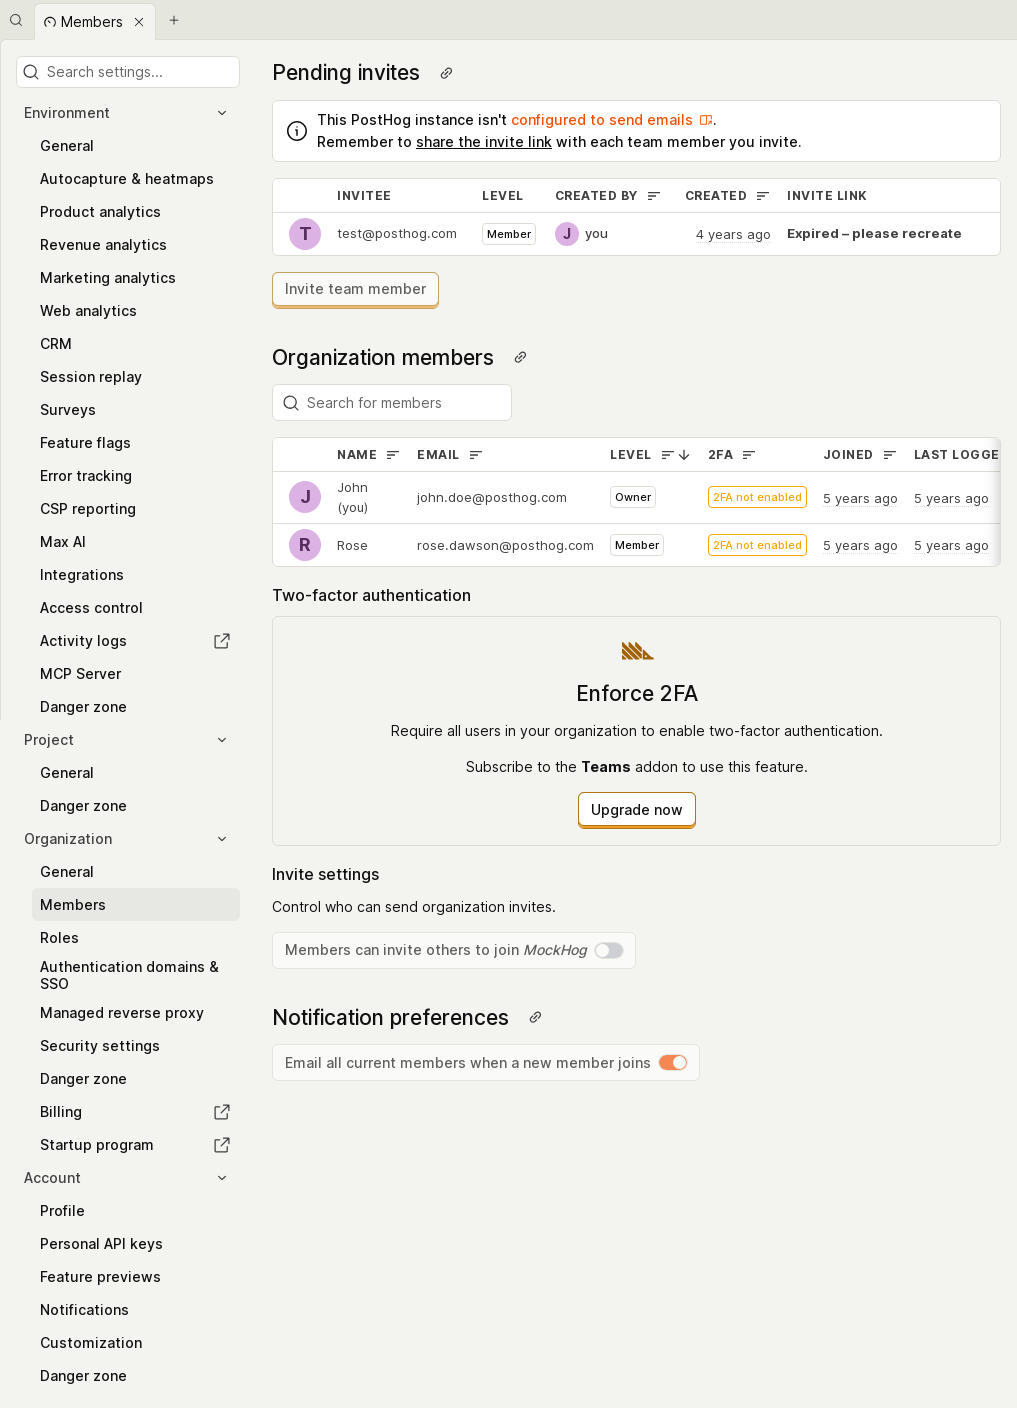 Members
Search settings...
Environment
General
Autocapture & heatmaps
Product analytics
Revenue analytics
Marketing analytics
Web analytics
CRM
Session replay
Surveys
Feature flags
Error tracking
CSP reporting
Max AI
Integrations
Access control
Activity logs
MCP Server
Danger zone
Project
General
Danger zone
Organization
General
Members
Roles
Authentication domains &
SSO
Managed reverse proxy
Security settings
Danger zone
Billing
Startup program
Account
Profile
Personal API keys
Feature previews
Notifications
Customization
Danger zone
Pending invites
This PostHog instance isn't configured to send emails.
Remember to share the invite link with each team member you invite.
INVITEE LEVEL CREATED BY CREATED INVITE LINK
T test@posthog.com Member J you 4 years ago Expired – please recreate
Invite team member
Organization members
Search for members
NAME EMAIL LEVEL 2FA JOINED LAST LOGGE
J John
(you) john.doe@posthog.com Owner 2FA not enabled 5 years ago 5 years ago
R Rose rose.dawson@posthog.com Member 2FA not enabled 5 years ago 5 years ago
Two-factor authentication
Enforce 2FA
Require all users in your organization to enable two-factor authentication.
Subscribe to the Teams addon to use this feature.
Upgrade now
Invite settings
Control who can send organization invites.
Members can invite others to join MockHog
Notification preferences
Email all current members when a new member joins